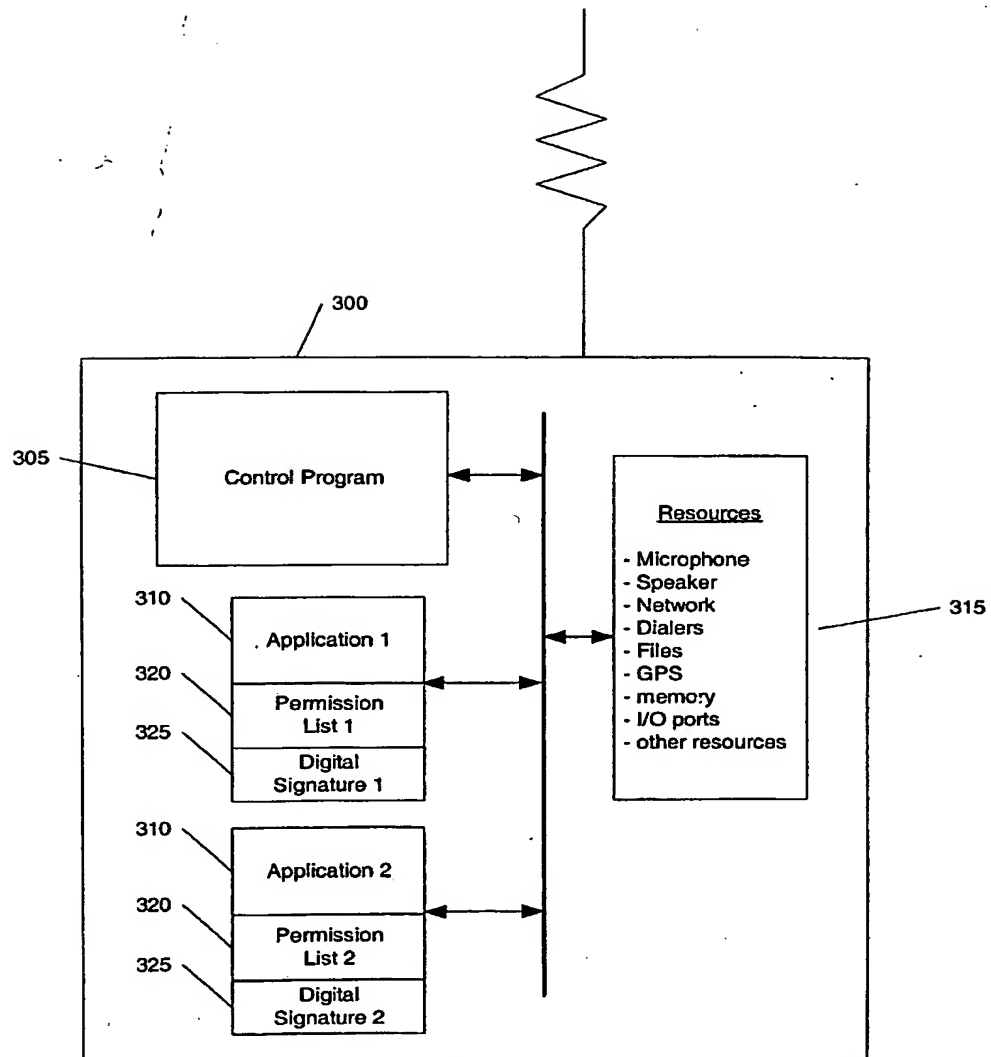 300
305
Control Program
Resources
- Microphone
- Speaker
- Network
- Dialers
- Files
- GPS
- memory
- I/O ports
- other resources
315
310
Application 1
320
Permission
List 1
325
Digital
Signature 1
310
Application 2
320
Permission
List 2
325
Digital
Signature 2